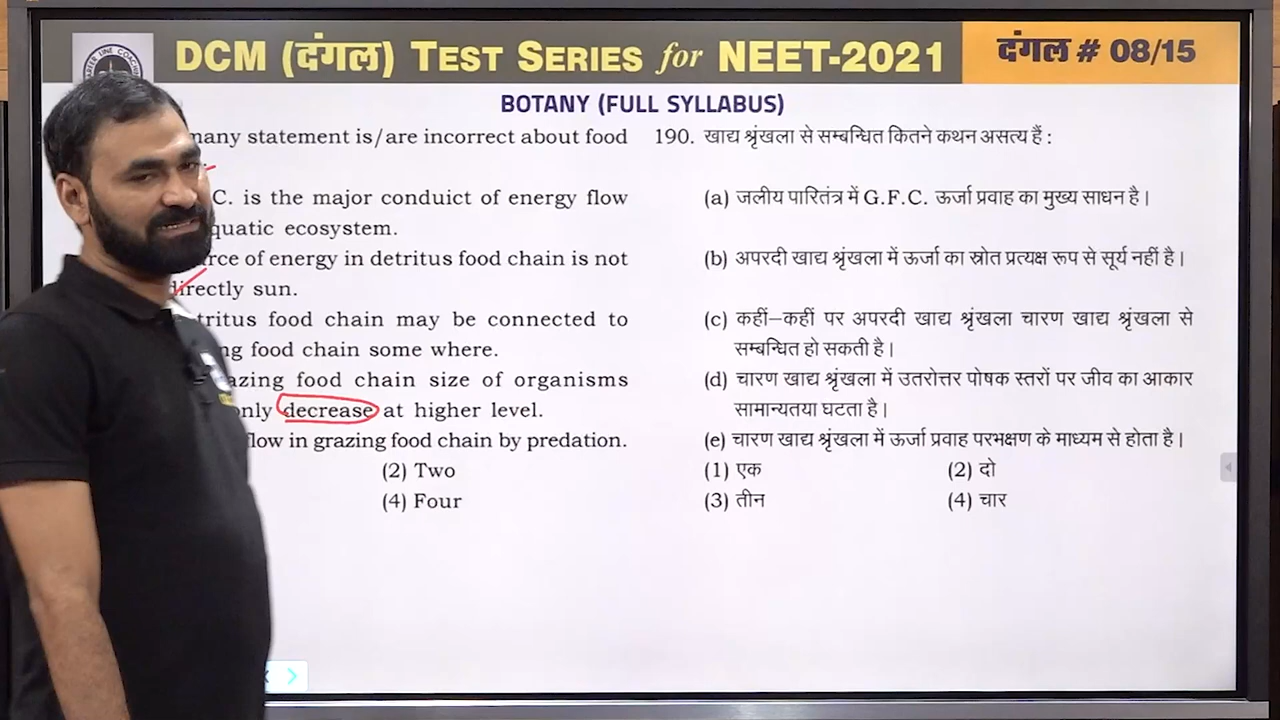 DCM (दंगल) TEST SERIES for NEET-2021
दंगल # 08/15
BOTANY (FULL SYLLABUS)
many statement is/are incorrect about food
C. is the major conduict of energy flow
quatic ecosystem.
rce of energy in detritus food chain is not
directly sun.
tritus food chain may be connected to
ng food chain some where.
azing food chain size of organisms
only decrease at higher level.
flow in grazing food chain by predation.
(2) Two
(4) Four
190. खाद्य श्रृंखला से सम्बन्धित कितने कथन असत्य हैं :
(a) जलीय पारितंत्र में G.F.C. ऊर्जा प्रवाह का मुख्य साधन है।
(b) अपरदी खाद्य श्रृंखला में ऊर्जा का स्रोत प्रत्यक्ष रूप से सूर्य नहीं है।
(c) कहीं–कहीं पर अपरदी खाद्य श्रृंखला चारण खाद्य श्रृंखला से
सम्बन्धित हो सकती है।
(d) चारण खाद्य श्रृंखला में उतरोत्तर पोषक स्तरों पर जीव का आकार
सामान्यतया घटता है।
(e) चारण खाद्य श्रृंखला में ऊर्जा प्रवाह परभक्षण के माध्यम से होता है।
(1) एक (2) दो
(3) तीन (4) चार